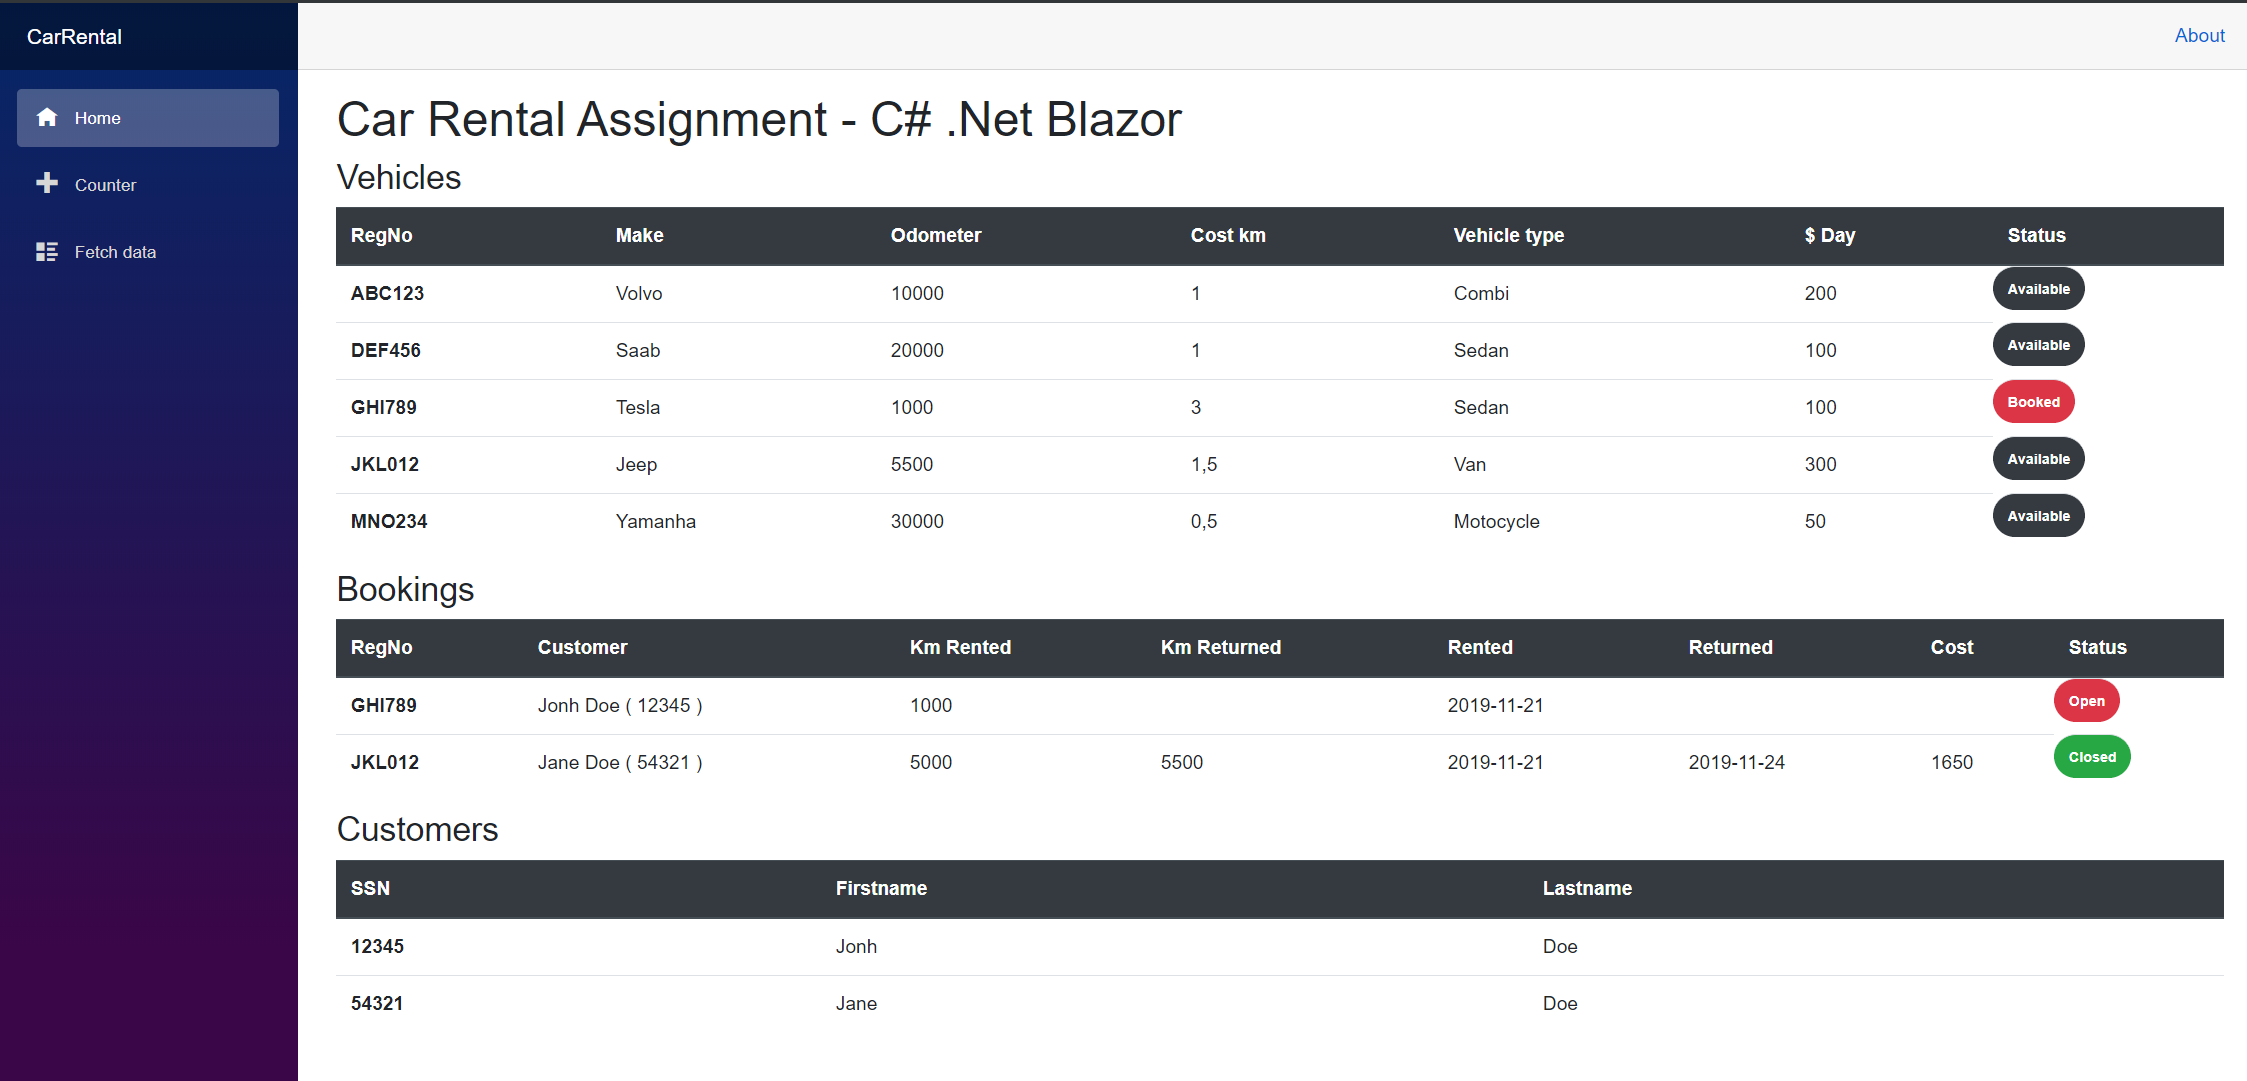 CarRental
About
Home
Counter
Fetch data
Car Rental Assignment - C# .Net Blazor
Vehicles
RegNo Make Odometer Cost km Vehicle type $ Day Status
ABC123 Volvo 10000 1 Combi 200 Available
DEF456 Saab 20000 1 Sedan 100 Available
GHI789 Tesla 1000 3 Sedan 100 Booked
JKL012 Jeep 5500 1,5 Van 300 Available
MNO234 Yamanha 30000 0,5 Motocycle 50 Available
Bookings
RegNo Customer Km Rented Km Returned Rented Returned Cost Status
GHI789 Jonh Doe ( 12345 ) 1000 2019-11-21 Open
JKL012 Jane Doe ( 54321 ) 5000 5500 2019-11-21 2019-11-24 1650 Closed
Customers
SSN Firstname Lastname
12345 Jonh Doe
54321 Jane Doe